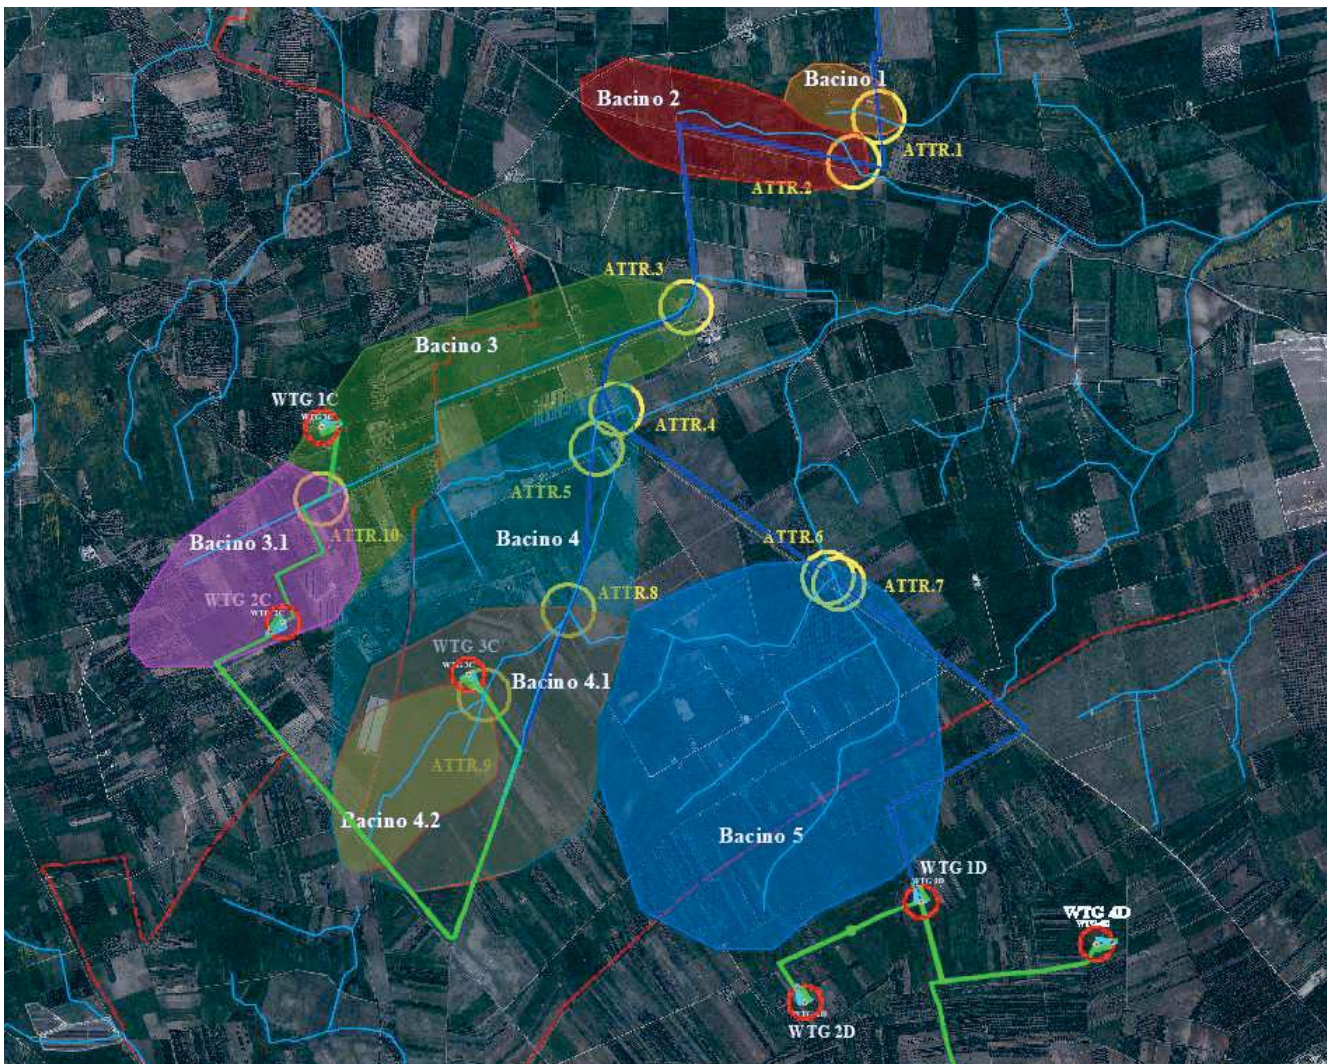 Bacino 1
Bacino 2
ATTR.1
ATTR.2
ATTR.3
Bacino 3
WTG 1C
ATTR.4
ATTR.5
ATTR.10
Bacino 4
Bacino 3.1
ATTR.6
ATTR.7
ATTR.8
WTG 2C
WTG 3C
WTG 3C
Bacino 4.1
ATTR.9
Bacino 4.2
Bacino 5
WTG 1D
WTG 4D
WTG 2D